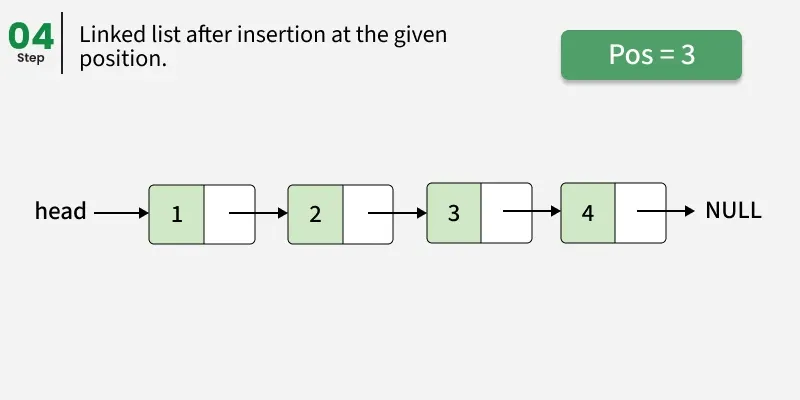 04
Step
Linked list after insertion at the given
position.
Pos = 3
head 1 2 3 4 NULL